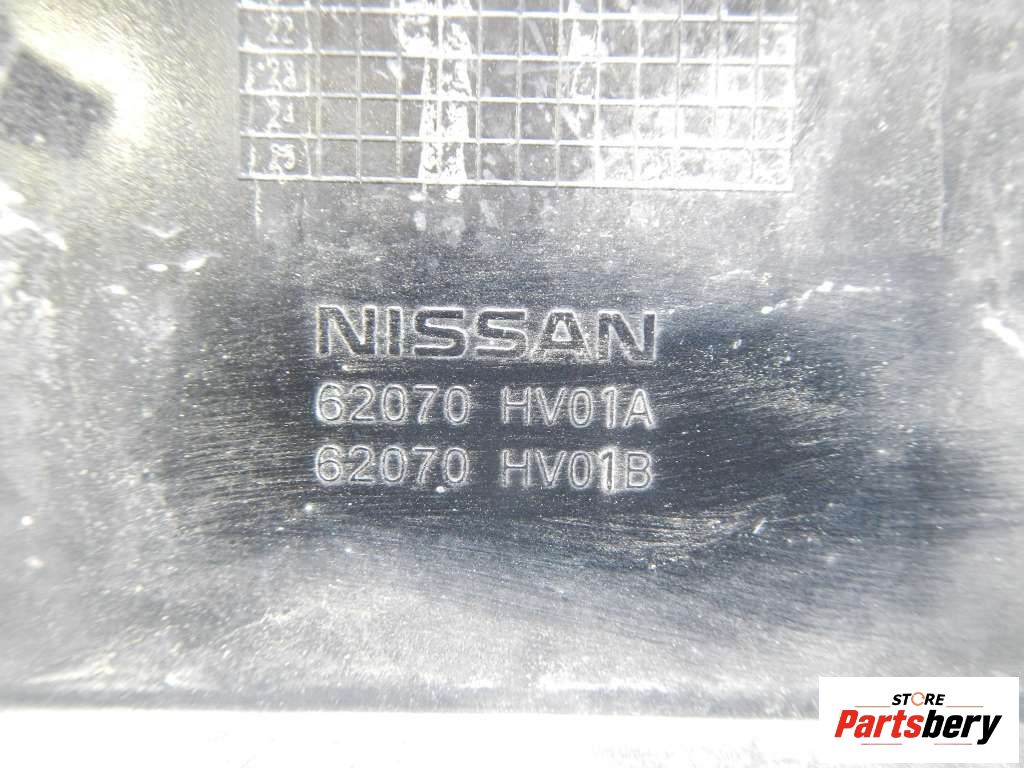 22
23
24
25
NISSAN
62070 HV01A
62070 HV01B
STORE
Partsbery